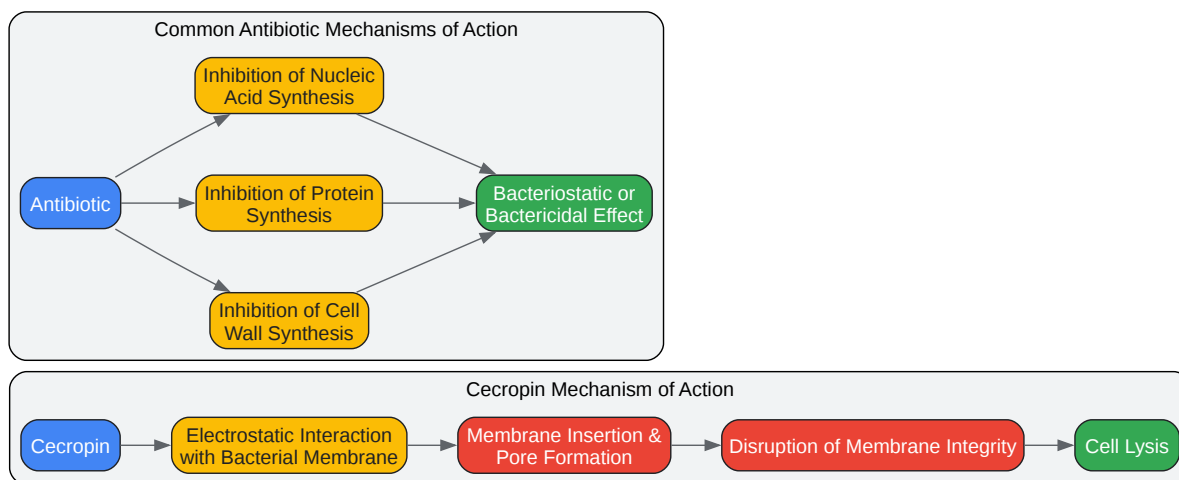 Common Antibiotic Mechanisms of Action
Inhibition of Nucleic
Acid Synthesis
Antibiotic
Inhibition of Protein
Synthesis
Bacteriostatic or
Bactericidal Effect
Inhibition of Cell
Wall Synthesis
Cecropin Mechanism of Action
Cecropin
Electrostatic Interaction
with Bacterial Membrane
Membrane Insertion &
Pore Formation
Disruption of Membrane Integrity
Cell Lysis